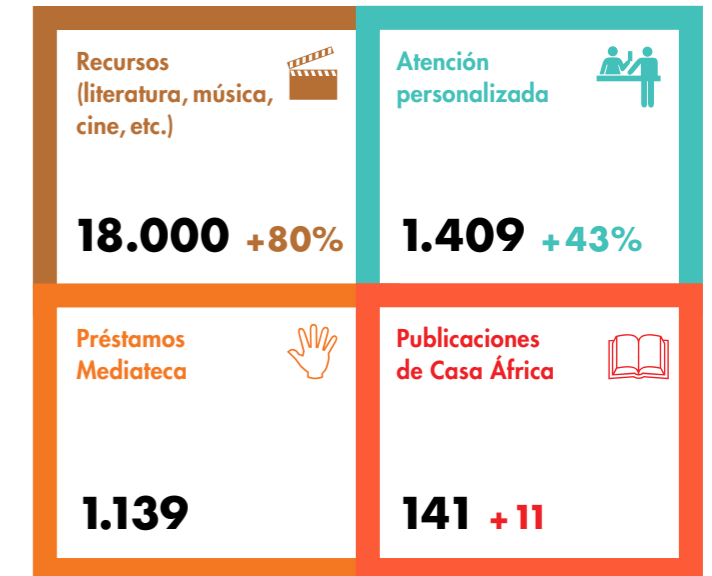 Recursos
(literatura, música,
cine, etc.)
18.000 +80%
Atención
personalizada
1.409 +43%
Préstamos
Mediateca
1.139
Publicaciones
de Casa África
141 +11